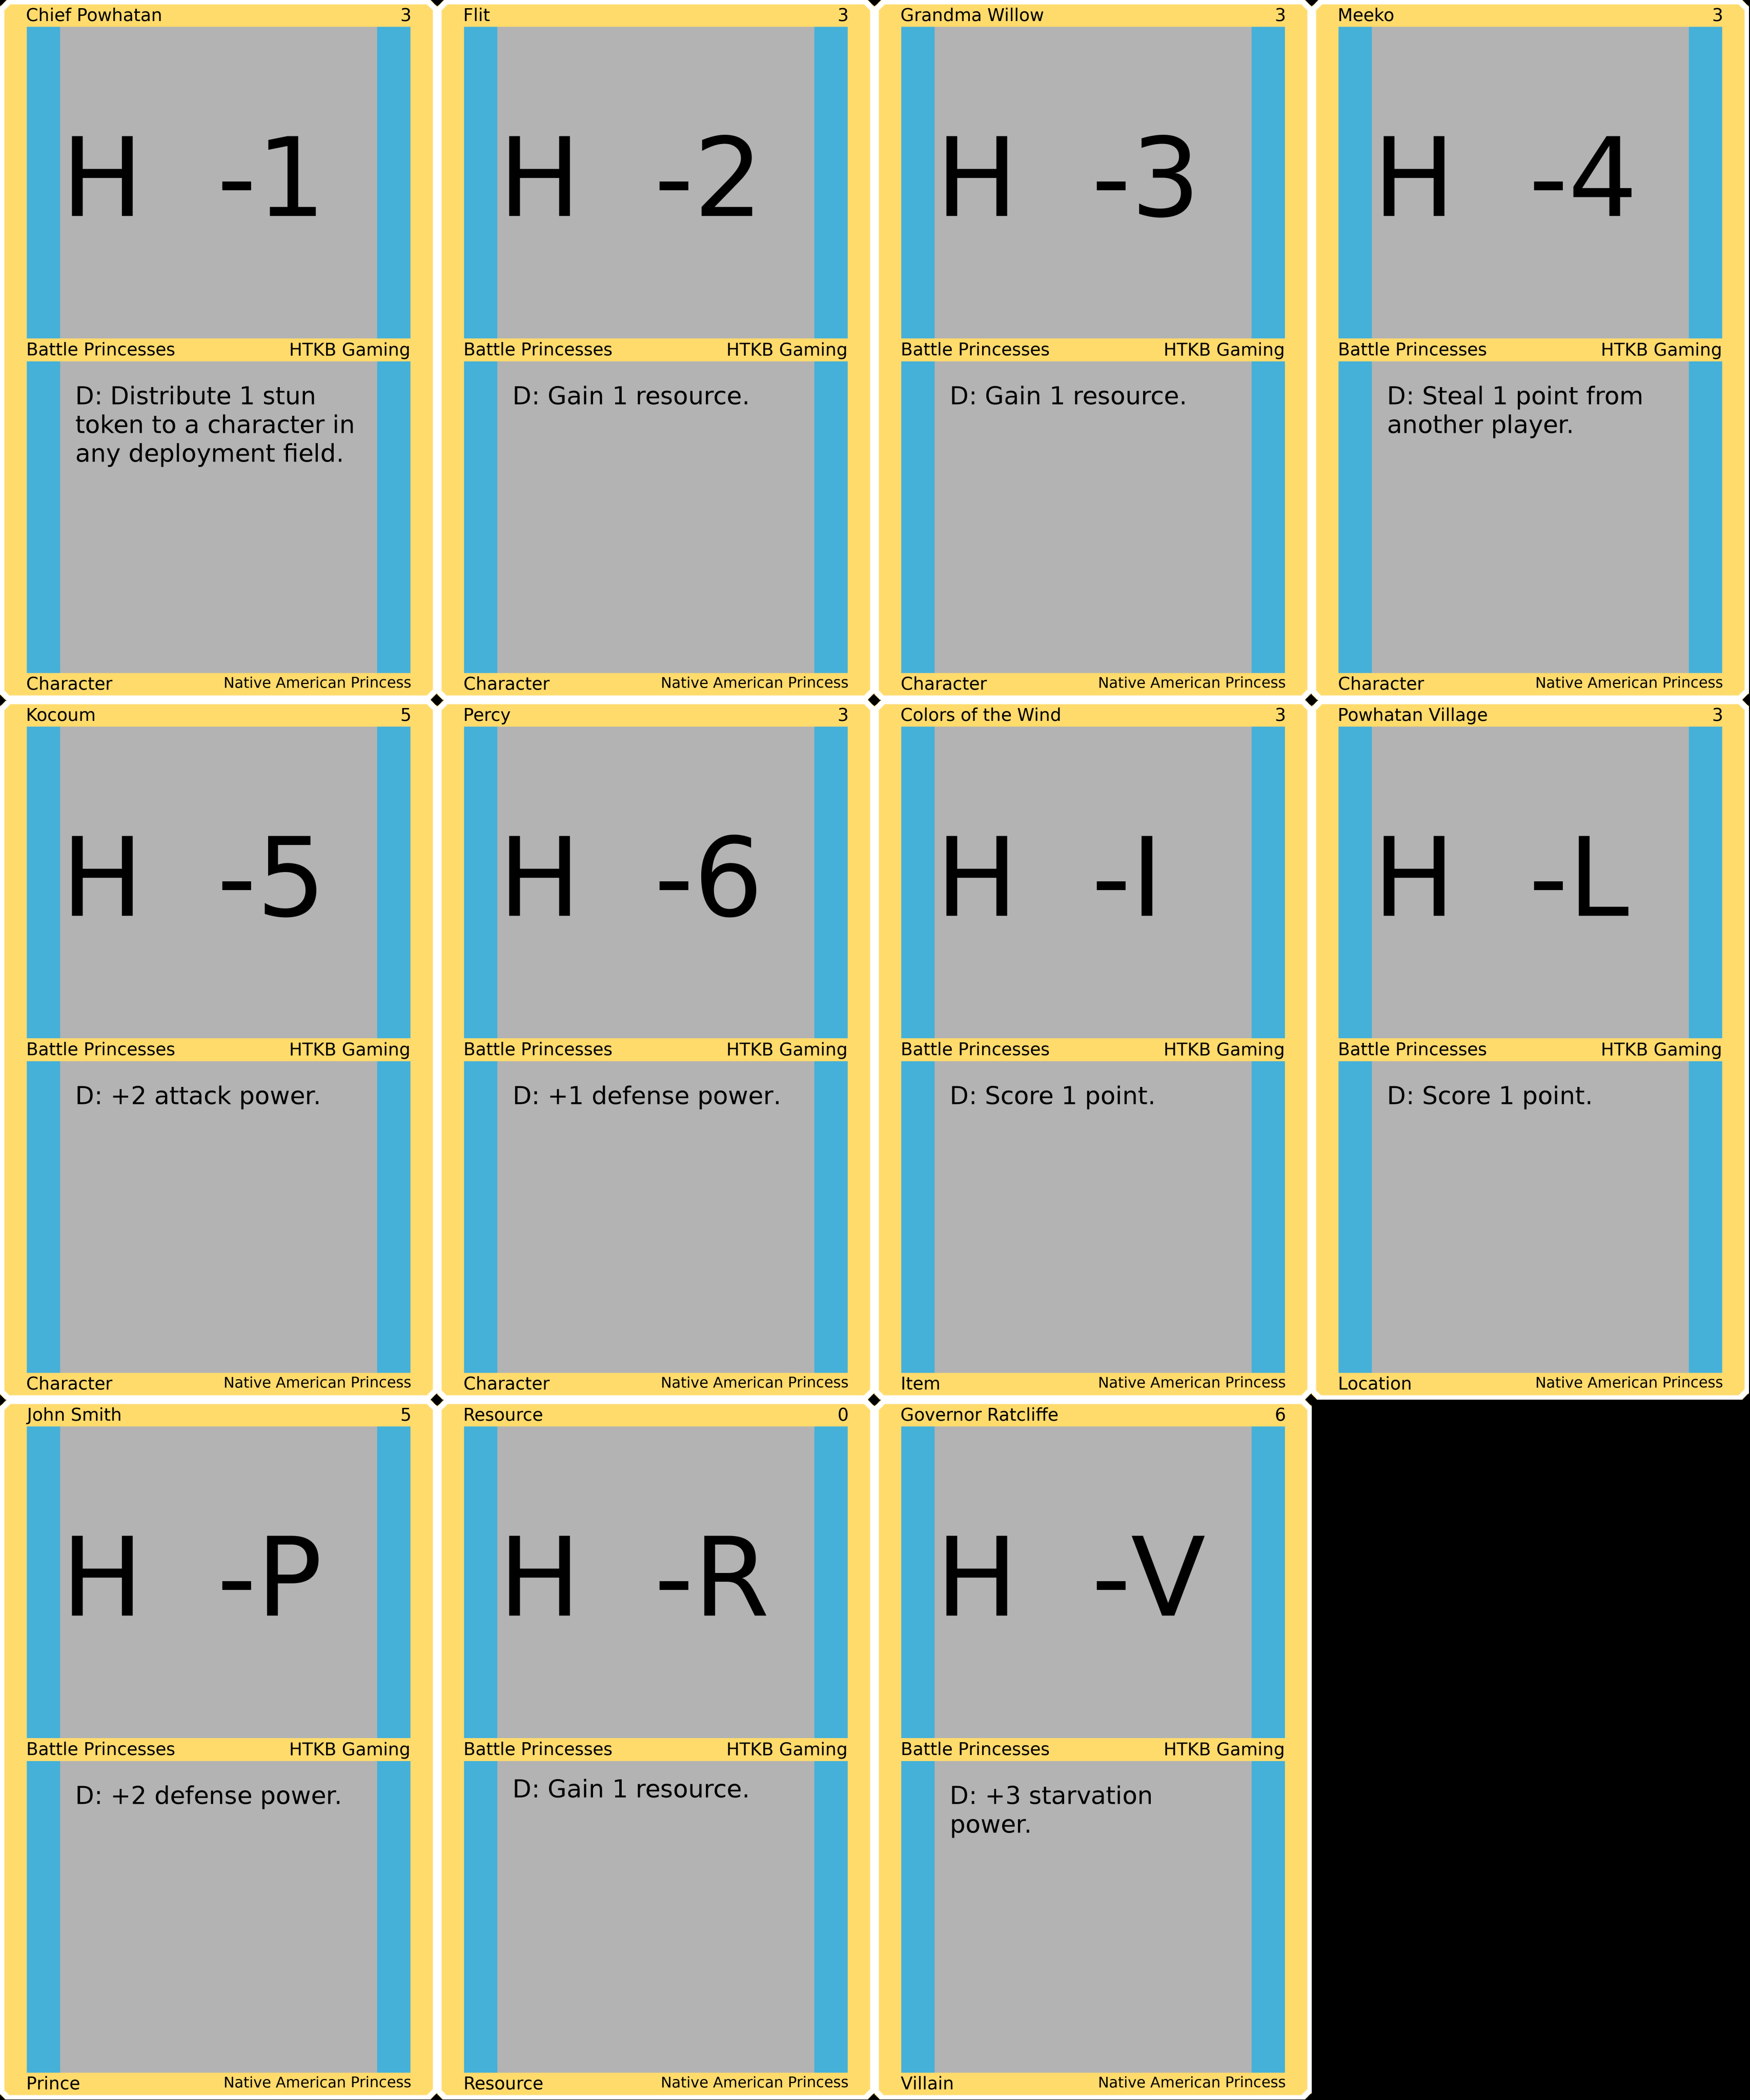 Chief Powhatan 3
H -1
Battle Princesses HTKB Gaming
D: Distribute 1 stun
token to a character in
any deployment field.
Character Native American Princess
Flit 3
H -2
Battle Princesses HTKB Gaming
D: Gain 1 resource.
Character Native American Princess
Grandma Willow 3
H -3
Battle Princesses HTKB Gaming
D: Gain 1 resource.
Character Native American Princess
Meeko 3
H -4
Battle Princesses HTKB Gaming
D: Steal 1 point from
another player.
Character Native American Princess
Kocoum 5
H -5
Battle Princesses HTKB Gaming
D: +2 attack power.
Character Native American Princess
Percy 3
H -6
Battle Princesses HTKB Gaming
D: +1 defense power.
Character Native American Princess
Colors of the Wind 3
H -I
Battle Princesses HTKB Gaming
D: Score 1 point.
Item Native American Princess
Powhatan Village 3
H -L
Battle Princesses HTKB Gaming
D: Score 1 point.
Location Native American Princess
John Smith 5
H -P
Battle Princesses HTKB Gaming
D: +2 defense power.
Prince Native American Princess
Resource 0
H -R
Battle Princesses HTKB Gaming
D: Gain 1 resource.
Resource Native American Princess
Governor Ratcliffe 6
H -V
Battle Princesses HTKB Gaming
D: +3 starvation
power.
Villain Native American Princess